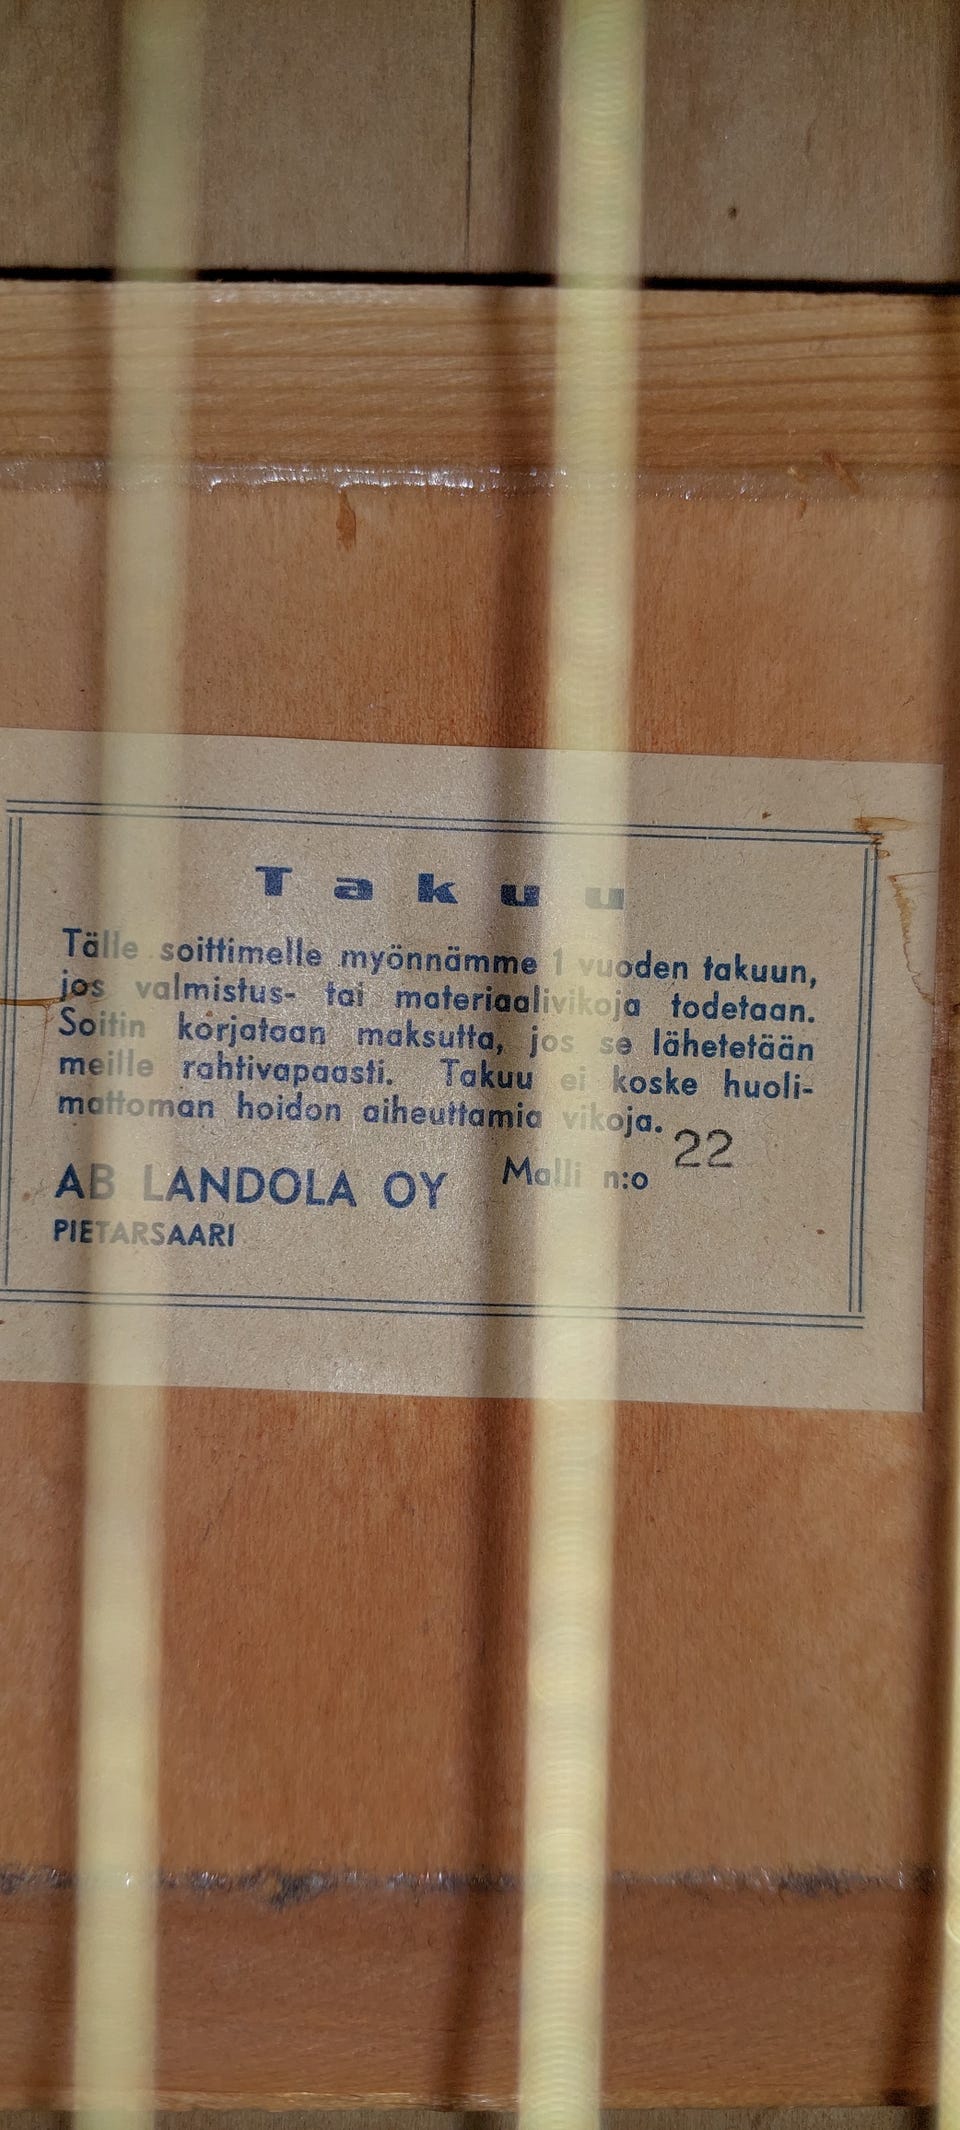 Takuu
Tälle soittimelle myönnämme 1 vuoden takuun,
jos valmistus- tai materiaalivikoja todetaan.
Soitin korjataan maksutta, jos se lähetetään
meille rahtivapaasti. Takuu ei koske huoli-
mattoman hoidon aiheuttamia vikoja.
AB LANDOLA OY Malli n:o 22
PIETARSAARI